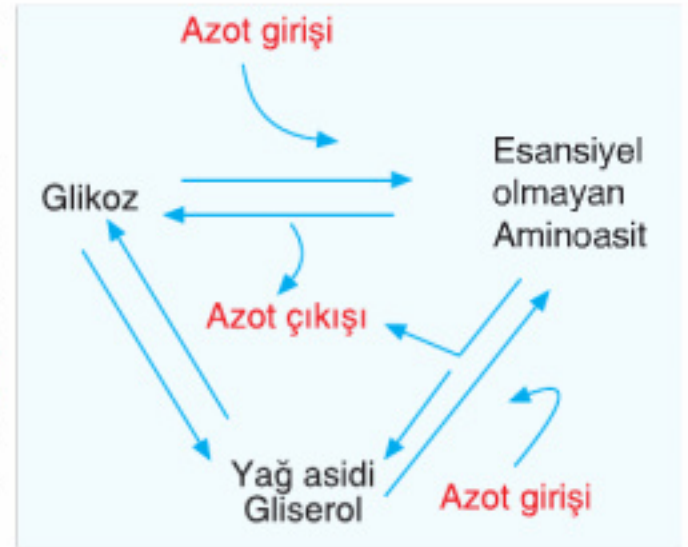 Azot girişi
Glikoz
Esansiyel
olmayan
Aminoasit
Azot çıkışı
Yağ asidi
Gliserol
Azot girişi